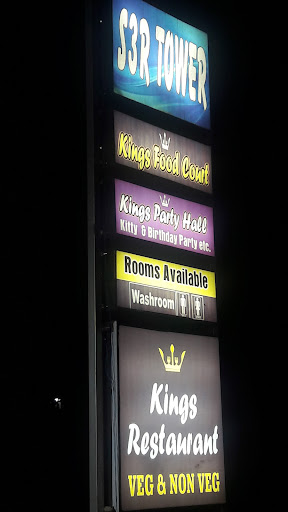 S3R TOWER
Kings Food Court
Kings Party Hall
Kitty & Birthday Party etc.
Rooms Available
Washroom
Kings
Restaurant
VEG & NON VEG